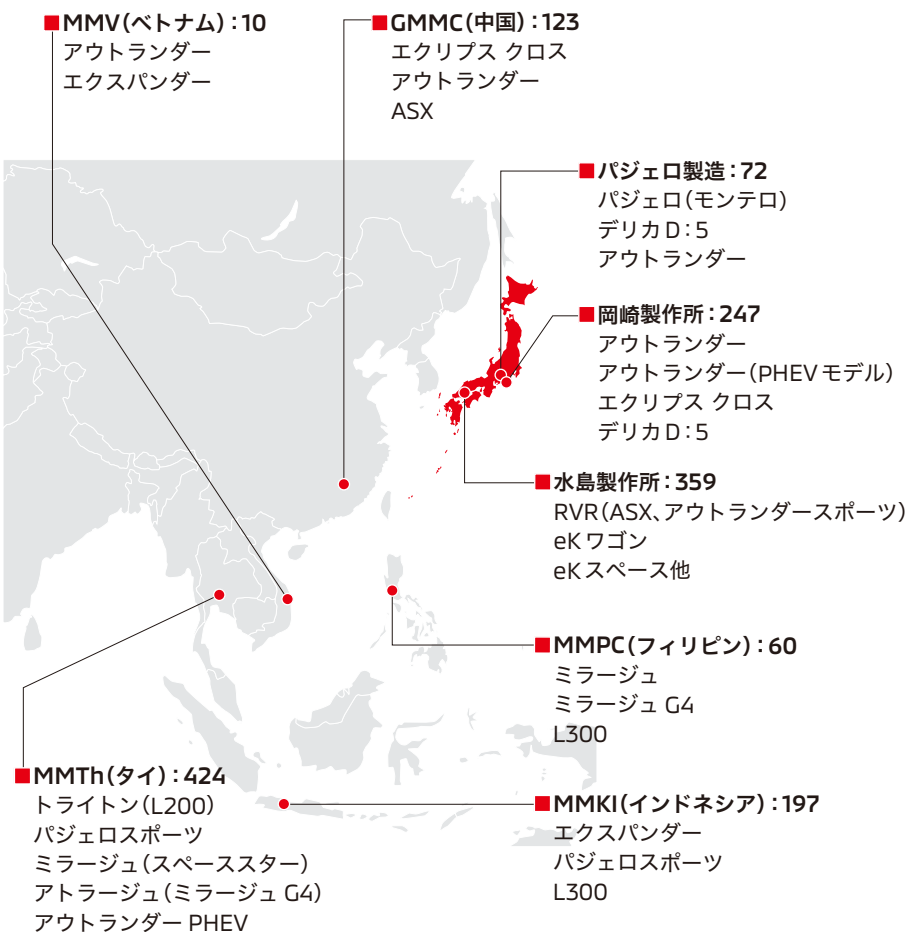 ■MMV(ベトナム):10
アウトランダー
エクスパンダー
■GMMC(中国):123
エクリプス クロス
アウトランダー
ASX
■パジェロ製造:72
パジェロ(モンテロ)
デリカD:5
アウトランダー
■岡崎製作所:247
アウトランダー
アウトランダー(PHEVモデル)
エクリプス クロス
デリカD:5
■水島製作所:359
RVR(ASX、アウトランダースポーツ)
eKワゴン
eKスペース他
■MMPC(フィリピン):60
ミラージュ
ミラージュ G4
L300
■MMTh(タイ):424
トライトン(L200)
パジェロスポーツ
ミラージュ(スペーススター)
アトラージュ(ミラージュ G4)
アウトランダー PHEV
■MMKI(インドネシア):197
エクスパンダー
パジェロスポーツ
L300